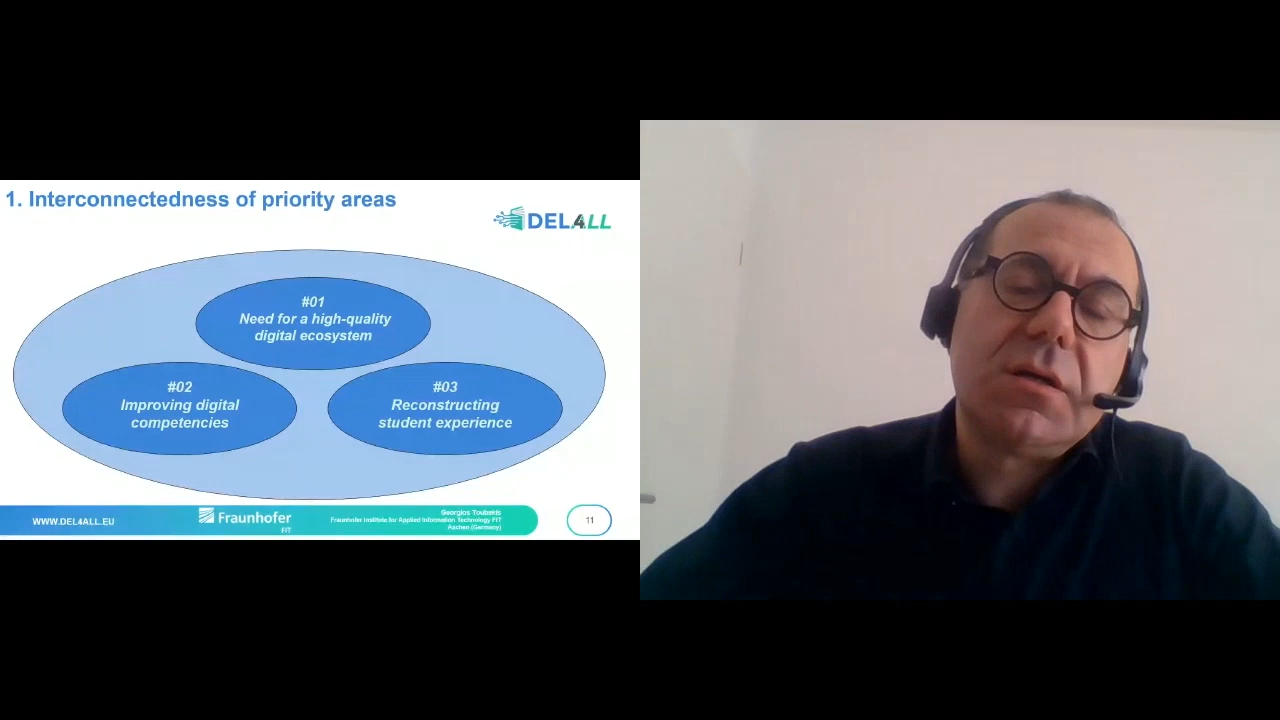 1. Interconnectedness of priority areas
DEL4ALL
#01
Need for a high-quality
digital ecosystem
#02
Improving digital
competencies
#03
Reconstructing
student experience
WWW.DEL4ALL.EU
Fraunhofer
FIT
Georgios Toubekis
Fraunhofer Institute for Applied Information Technology FIT
Aachen (Germany)
11